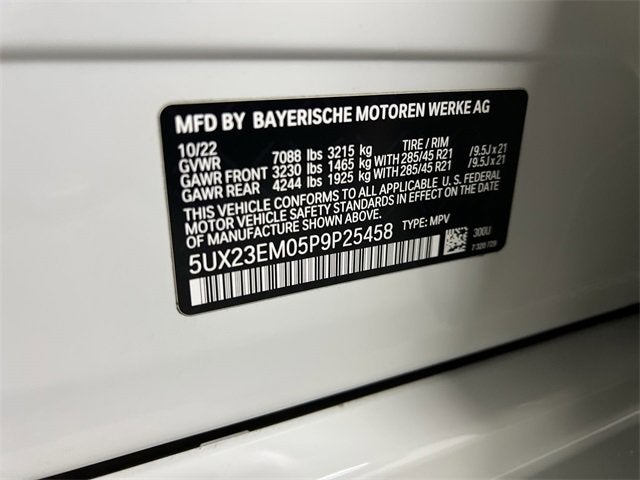 MFD BY BAYERISCHE MOTOREN WERKE AG
10/22 TIRE / RIM
GVWR 7088 lbs 3215 kg
GAWR FRONT 3230 lbs 1465 kg WITH 285/45 R21 /9.5J x 21
GAWR REAR 4244 lbs 1925 kg WITH 285/45 R21 /9.5J x 21
THIS VEHICLE CONFORMS TO ALL APPLICABLE U. S. FEDERAL
MOTOR VEHICLE SAFETY STANDARDS IN EFFECT ON THE DATE
OF MANUFACTURE SHOWN ABOVE.
5UX23EM05P9P25458 TYPE: MPV
300U
7 320 729